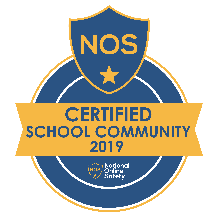 NOS
CERTIFIED
SCHOOL COMMUNITY
2019
National
Online
Safety